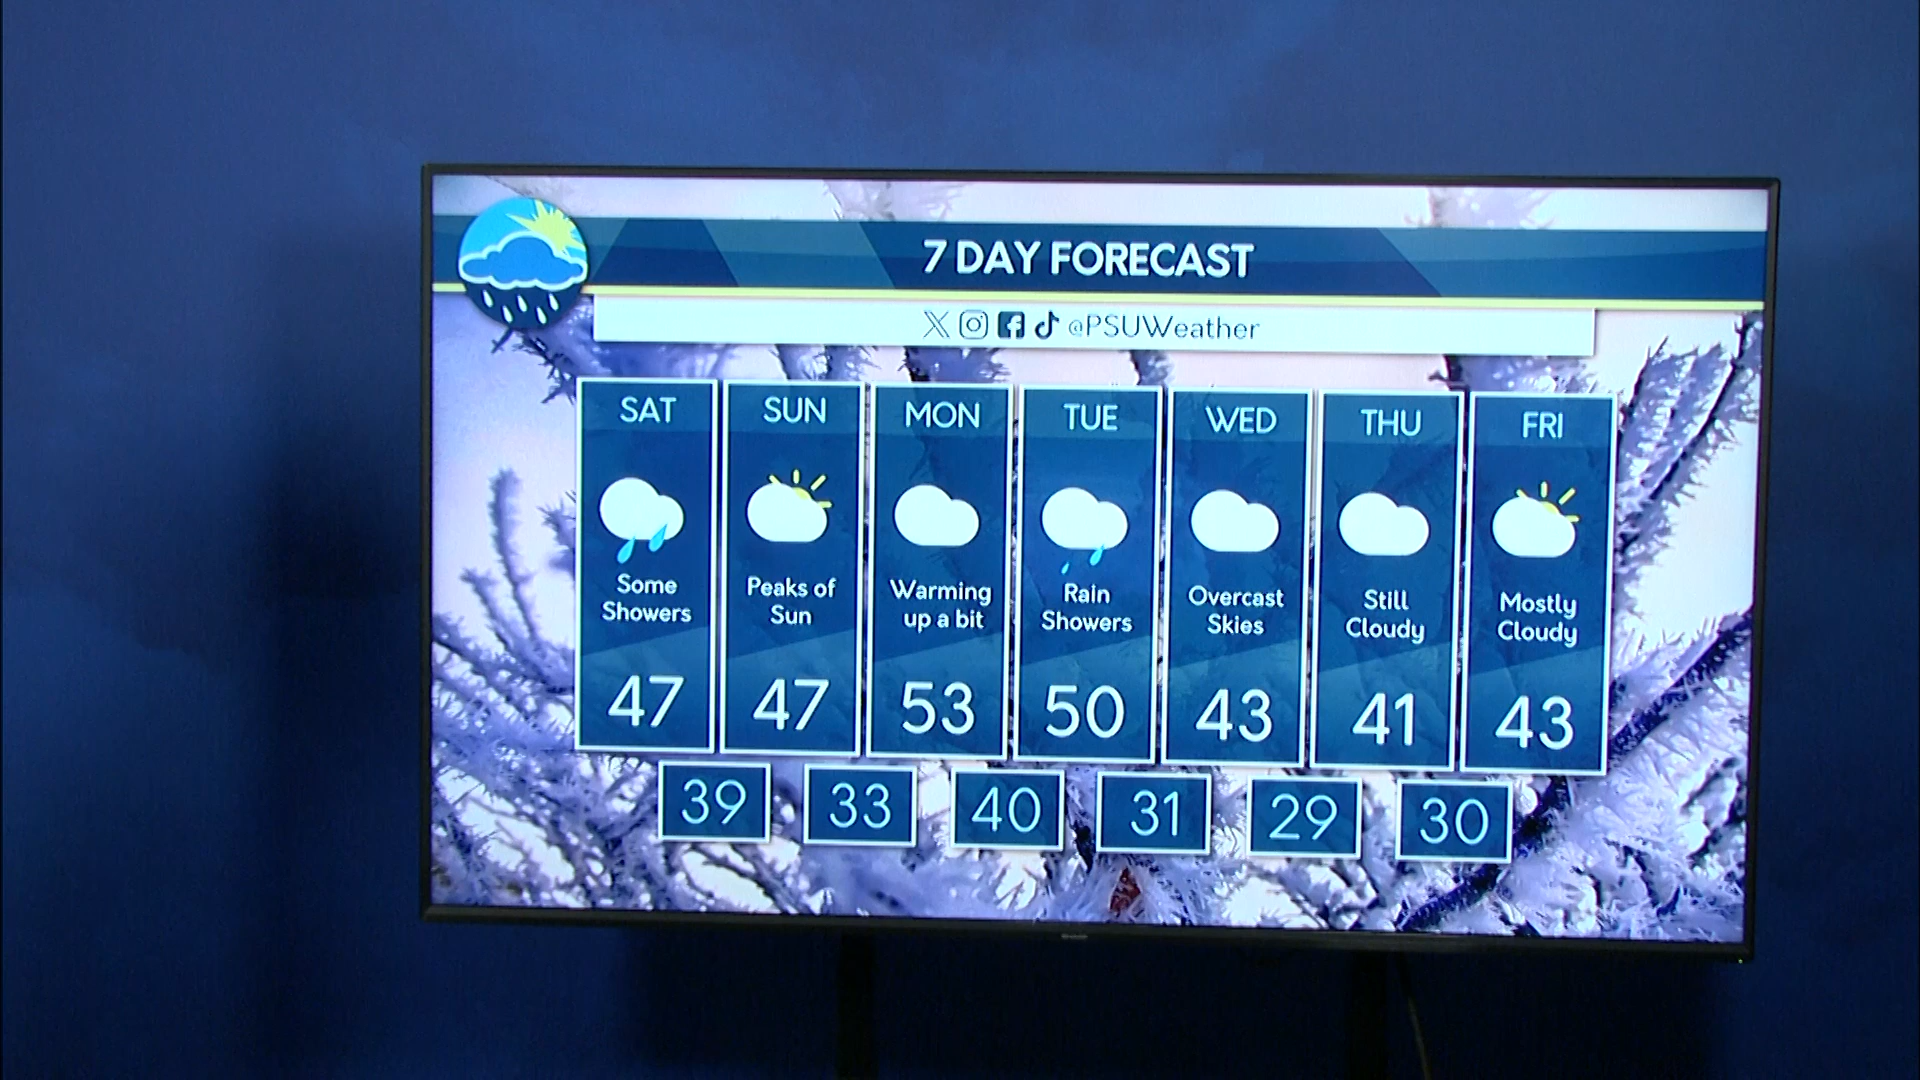 7 DAY FORECAST
@PSUWeather
SAT
Some
Showers
47
SUN
Peaks of
Sun
47
MON
Warming
up a bit
53
TUE
Rain
Showers
50
WED
Overcast
Skies
43
THU
Still
Cloudy
41
FRI
Mostly
Cloudy
43
39
33
40
31
29
30